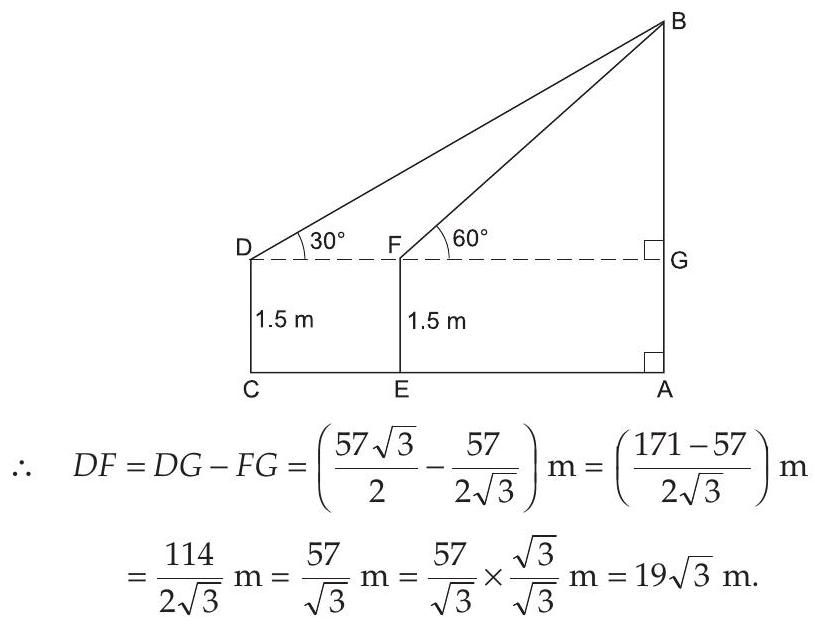 B
D 30° F 60° G
1.5 m 1.5 m
C E A
∴ DF = DG – FG = (57√3/2 – 57/2√3) m = (171 – 57/2√3) m
= 114/2√3 m = 57/√3 m = 57/√3 × √3/√3 m = 19√3 m.